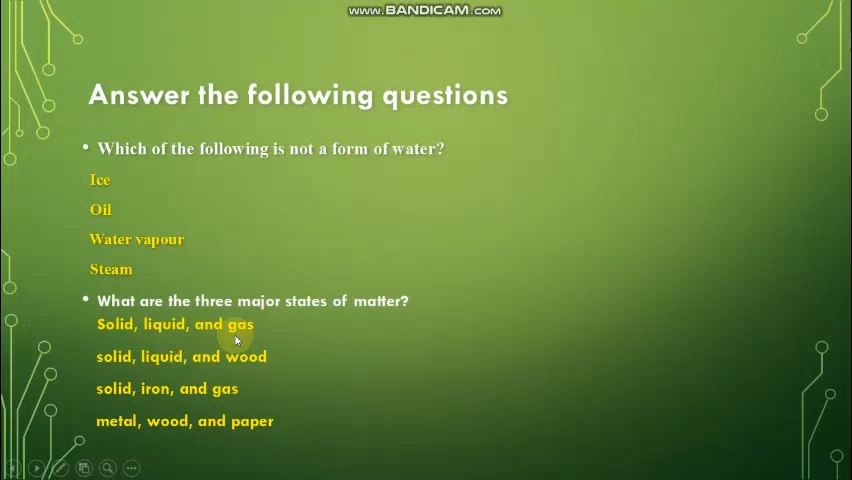 www.BANDICAM.com
Answer the following questions
• Which of the following is not a form of water?
Ice
Oil
Water vapour
Steam
• What are the three major states of matter?
Solid, liquid, and gas
solid, liquid, and wood
solid, iron, and gas
metal, wood, and paper